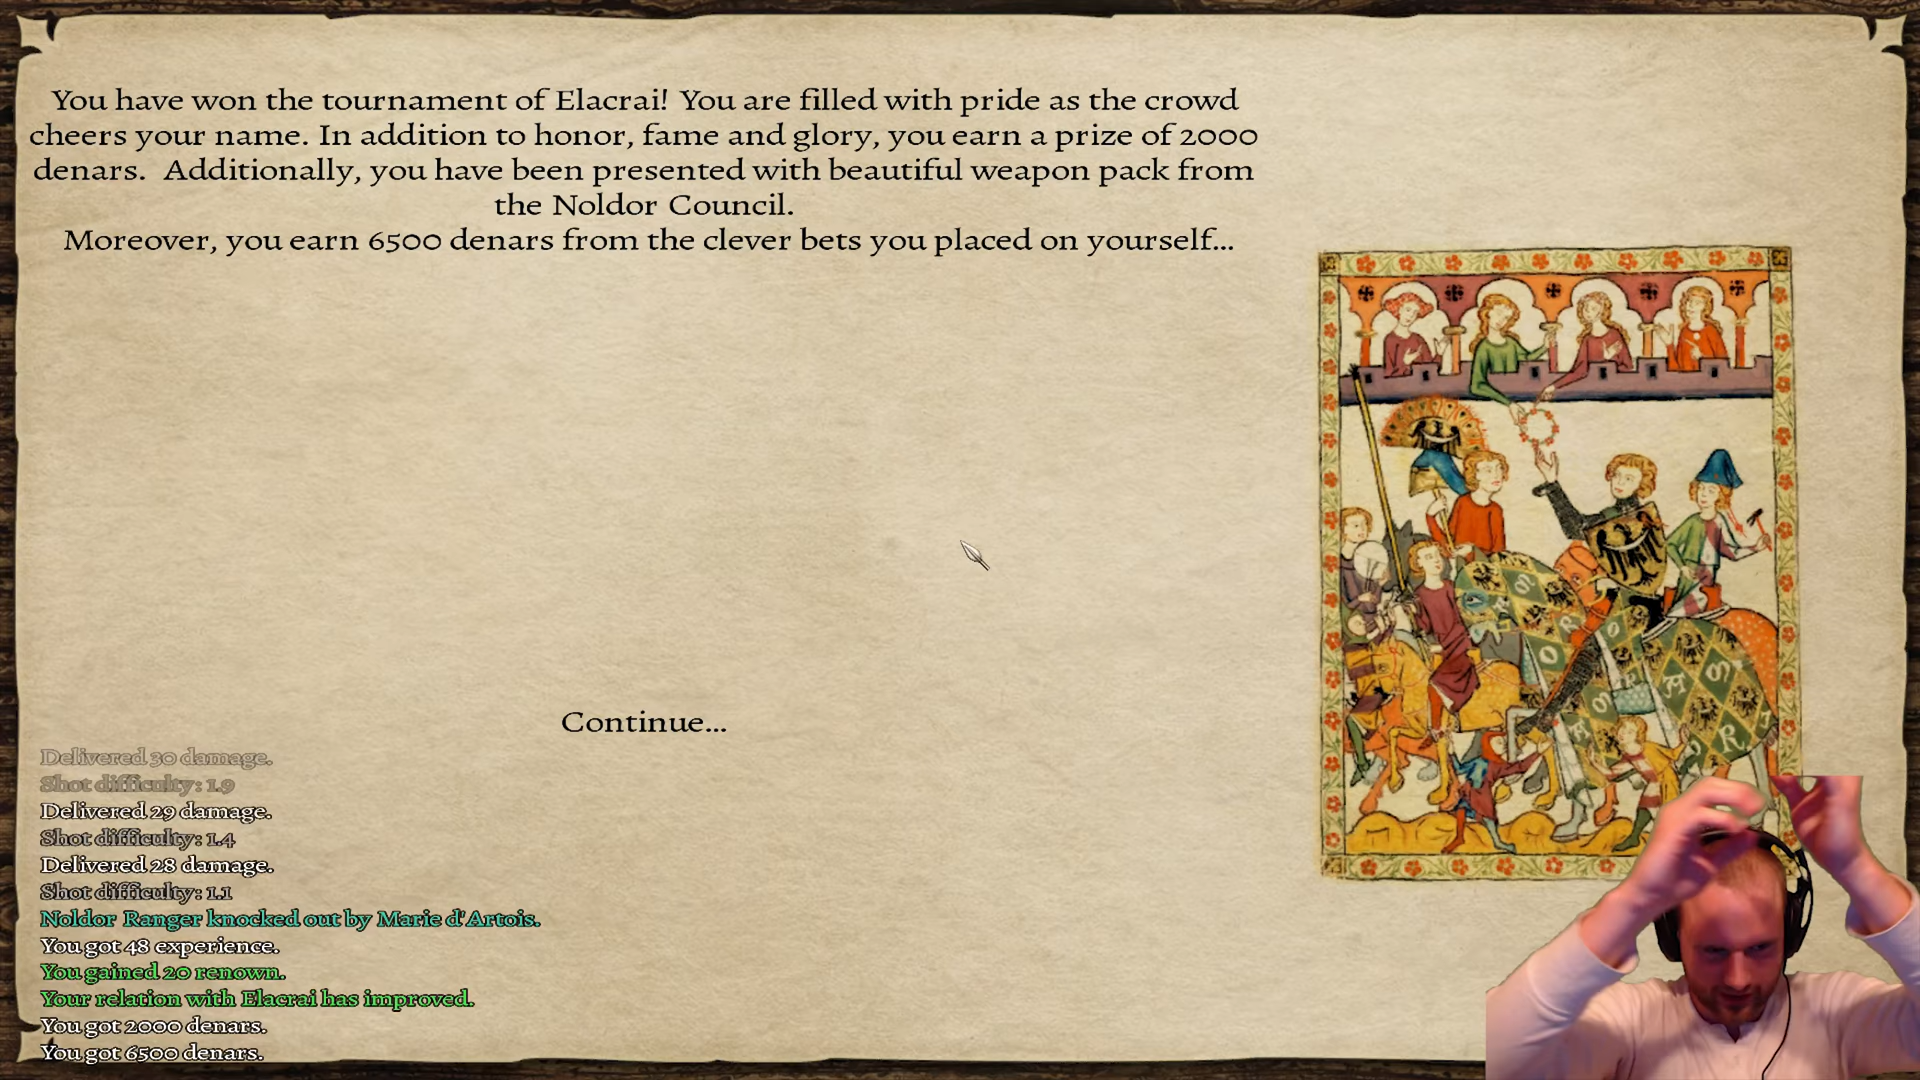 You have won the tournament of Elacrai! You are filled with pride as the crowd
cheers your name. In addition to honor, fame and glory, you earn a prize of 2000
denars.  Additionally, you have been presented with beautiful weapon pack from
the Noldor Council.
Moreover, you earn 6500 denars from the clever bets you placed on yourself...
Continue...
Delivered 30 damage.
Shot difficulty: 1.9
Delivered 29 damage.
Shot difficulty: 1.4
Delivered 28 damage.
Shot difficulty: 1.1
Noldor Ranger knocked out by Marie d'Artois.
You got 48 experience.
You gained 20 renown.
Your relation with Elacrai has improved.
You got 2000 denars.
You got 6500 denars.